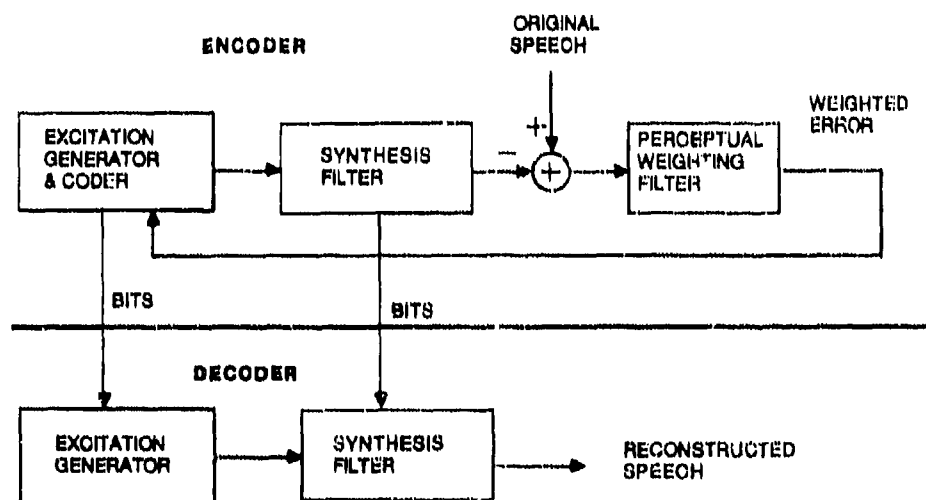 ENCODER
ORIGINAL
SPEECH
WEIGHTED
ERROR
EXCITATION
GENERATOR
& CODER
SYNTHESIS
FILTER
−
+
+
PERCEPTUAL
WEIGHTING
FILTER
BITS
BITS
DECODER
EXCITATION
GENERATOR
SYNTHESIS
FILTER
RECONSTRUCTED
SPEECH